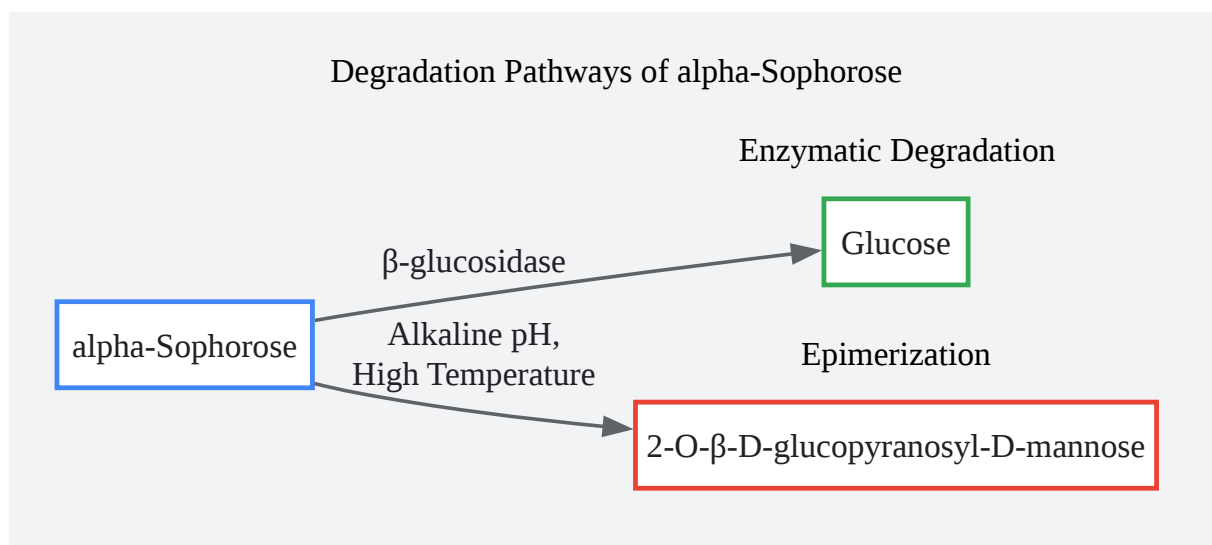 Degradation Pathways of alpha-Sophorose
Enzymatic Degradation
Glucose
β-glucosidase
alpha-Sophorose
Alkaline pH,
High Temperature
Epimerization
2-O-β-D-glucopyranosyl-D-mannose